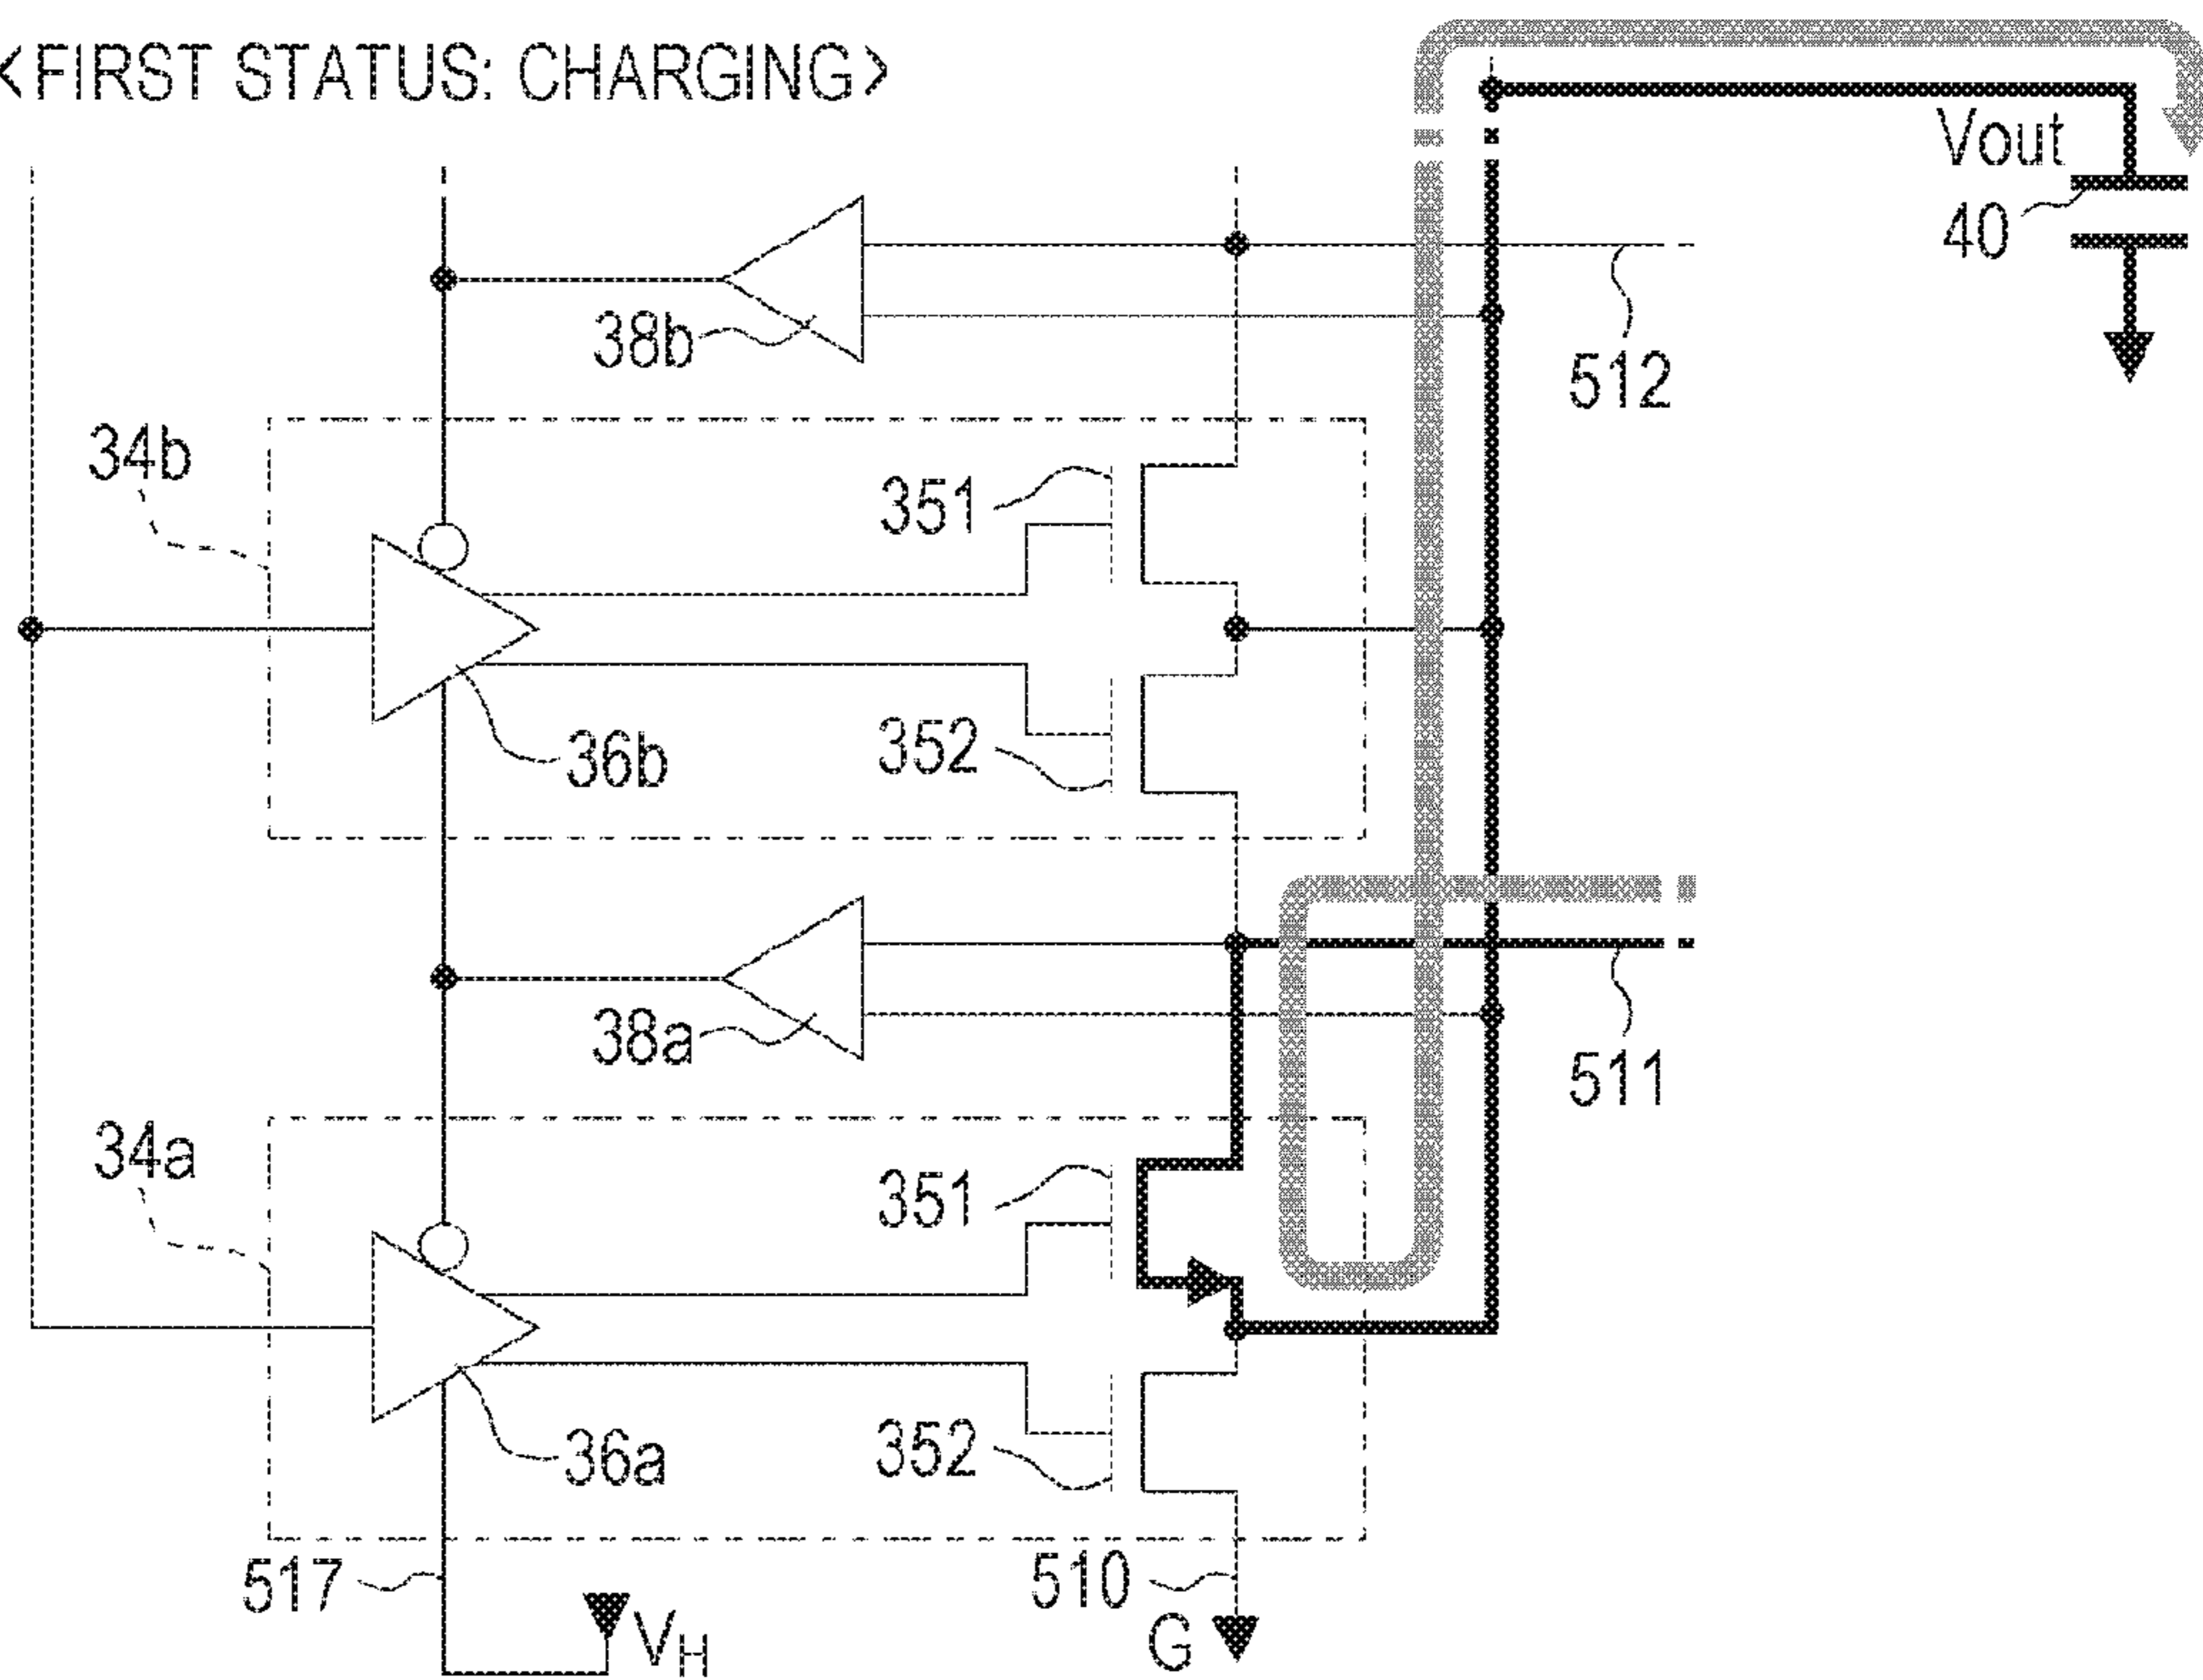 <FIRST STATUS: CHARGING>
Vout
40
38b
512
34b
351
36b
352
38a
511
34a
351
36a
352
517
510
VH
G